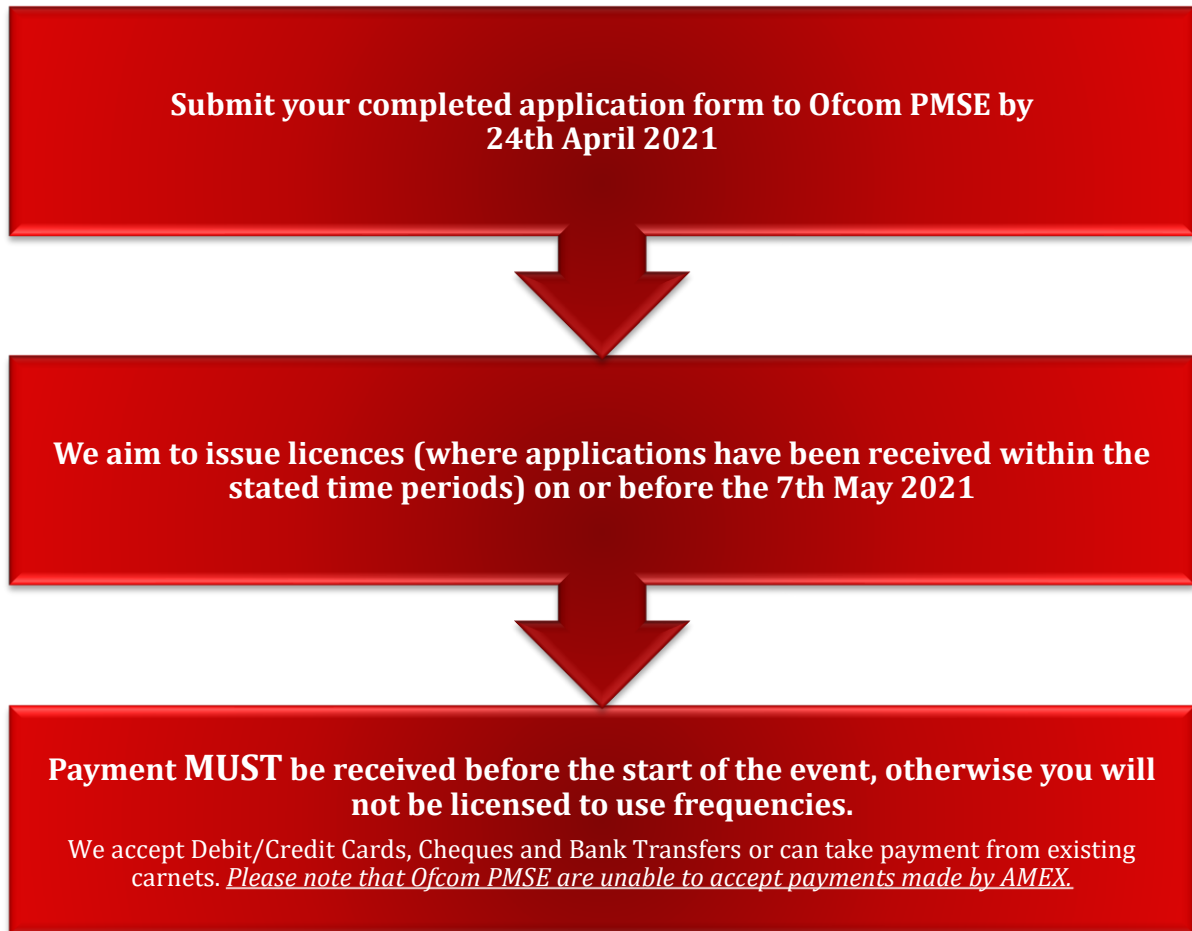 Submit your completed application form to Ofcom PMSE by
24th April 2021
We aim to issue licences (where applications have been received within the
stated time periods) on or before the 7th May 2021
Payment MUST be received before the start of the event, otherwise you will
not be licensed to use frequencies.
We accept Debit/Credit Cards, Cheques and Bank Transfers or can take payment from existing
carnets. Please note that Ofcom PMSE are unable to accept payments made by AMEX.